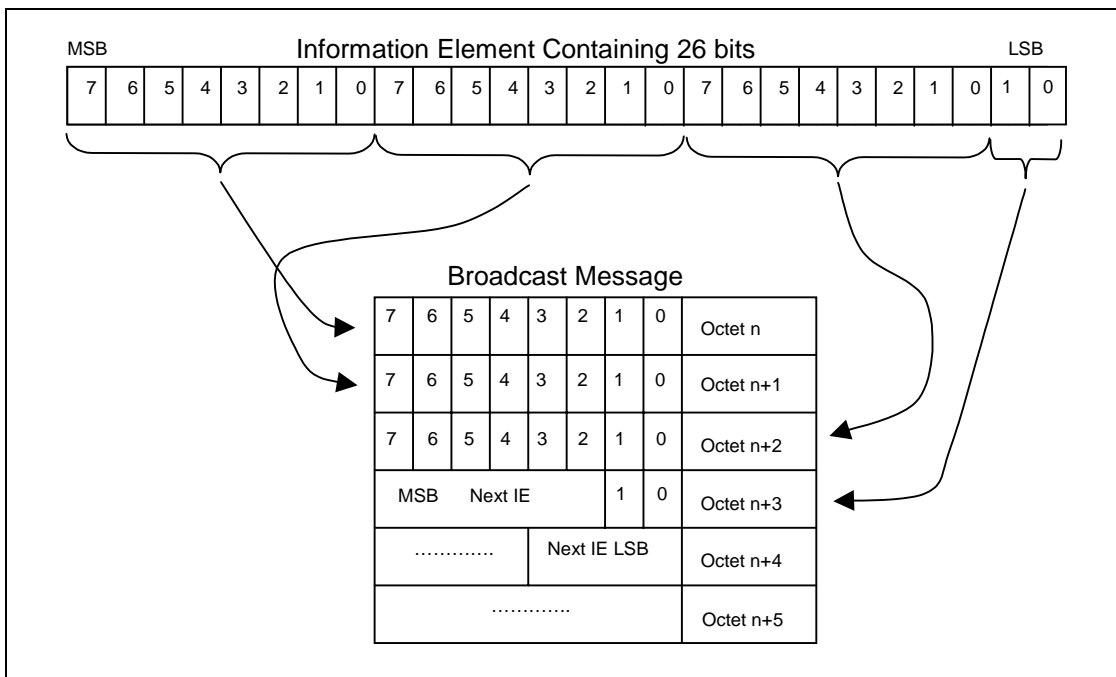 Information Element Containing 26 bits
MSB LSB
7 6 5 4 3 2 1 0 7 6 5 4 3 2 1 0 7 6 5 4 3 2 1 0 1 0
Broadcast Message
7 6 5 4 3 2 1 0 Octet n
7 6 5 4 3 2 1 0 Octet n+1
7 6 5 4 3 2 1 0 Octet n+2
MSB Next IE 1 0 Octet n+3
............. Next IE LSB Octet n+4
............. Octet n+5